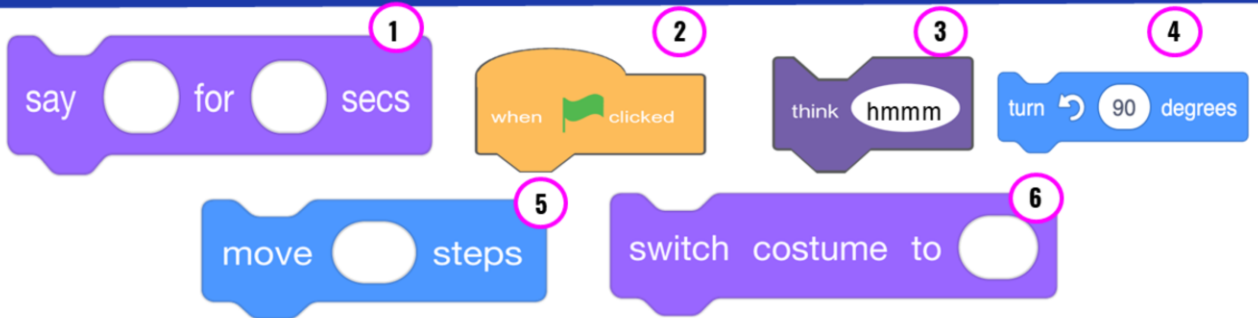 1
say for secs
2
when clicked
3
think hmmm
4
turn 90 degrees
5
move steps
6
switch costume to